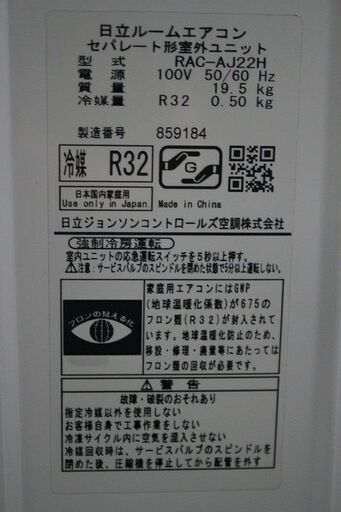 日立ルームエアコン
セパレート形室外ユニット
型式 RAC-AJ22H
電源 100V 50/60 Hz
質量 19.5 kg
冷媒量 R32 0.50 kg
製造番号 859184
冷媒 R32
G
日本国内家庭用
Use only in Japan.
Made in China
日立ジョンソンコントロールズ空調株式会社
強制冷房運転
室内ユニットの応急運転スイッチを5秒以上押す。
⚠注意:サービスバルブのスピンドルを閉めた状態で5分以上運転しない。
フロンの見える化
家庭用エアコンにはGWP
(地球温暖化係数)が675の
フロン類(R32)が封入されて
います。地球温暖化防止のため、
移設・修理・廃棄等にあたっては
フロン類の回収が必要です。
⚠ 警告
故障・破裂のおそれあり
指定冷媒以外を使用しない
お客様自身で工事作業をしない
冷凍サイクル内に空気を混入させない
冷媒回収時は、サービスバルブのスピンドルを
閉めた後、圧縮機を停止してから配管を外す